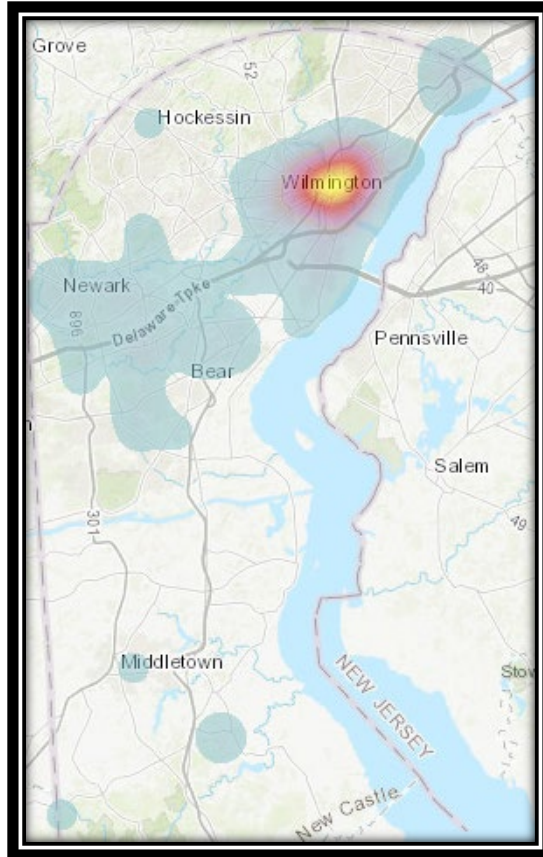 Grove
52
Hockessin
Wilmington
Newark
896
Delaware Tpke
48
40
Bear
Pennsville
Salem
301
49
Middletown
NEW JERSEY
Stow
New Castle